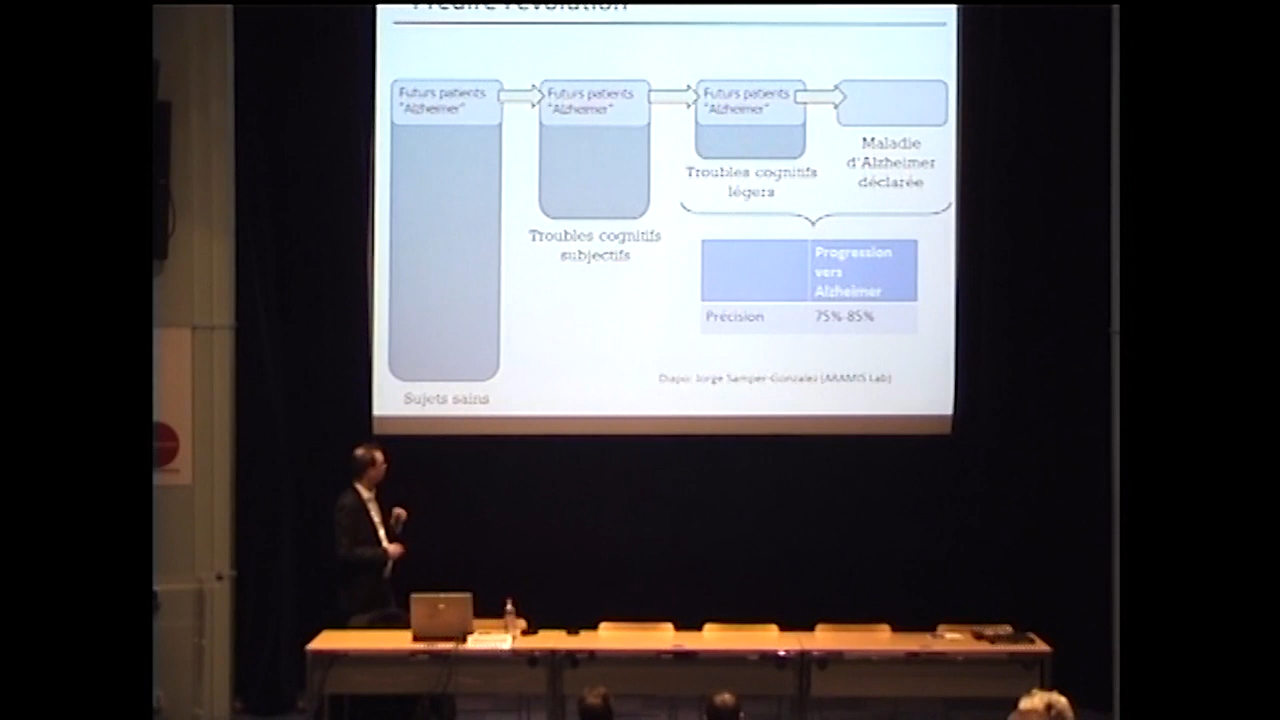 Prédire l'évolution
Futurs patients
"Alzheimer"
Futurs patients
"Alzheimer"
Futurs patients
"Alzheimer"
Maladie
d'Alzheimer
déclarée
Troubles cognitifs
légers
Troubles cognitifs
subjectifs
Progression
vers
Alzheimer
Précision 75%-85%
Diapo: Jorge Samper-Gonzalez (ARAMIS Lab)
Sujets sains